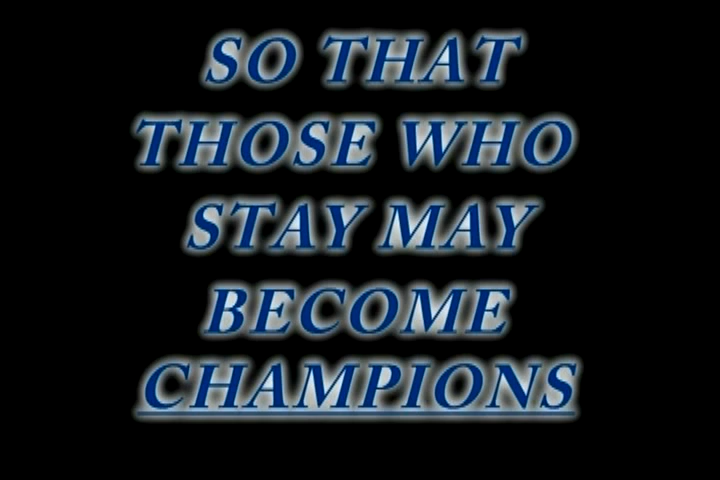 SO THAT
THOSE WHO
STAY MAY
BECOME
CHAMPIONS